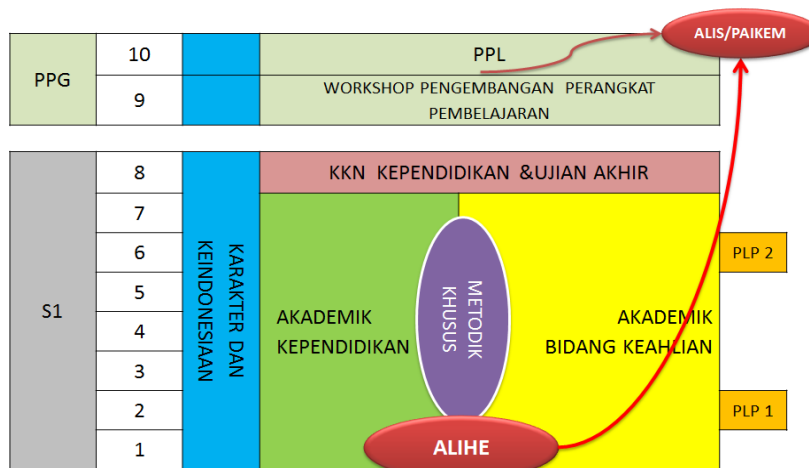 ALIS/PAIKEM
PPG
10
PPL
9
WORKSHOP PENGEMBANGAN PERANGKAT
PEMBELAJARAN
S1
8
KKN KEPENDIDIKAN &UJIAN AKHIR
7
6
5
4
3
2
1
KARAKTER DAN
KEINDONESIAAN
AKADEMIK
KEPENDIDIKAN
METODIK
KHUSUS
AKADEMIK
BIDANG KEAHLIAN
PLP 2
PLP 1
ALIHE